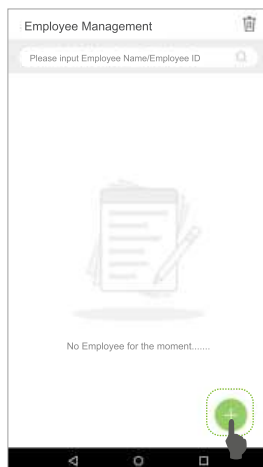 Employee Management
Please input Employee Name/Employee ID
No Employee for the moment.......